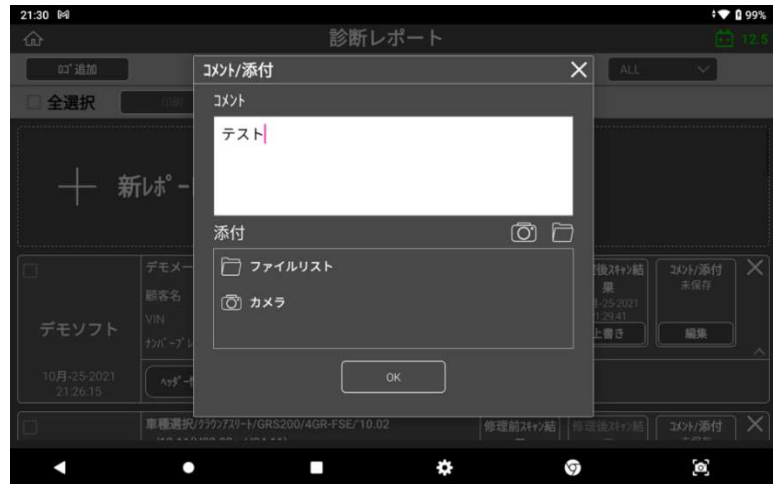 21:30 99%
診断レポート 12.5
ﾛｺﾞ追加 ALL
全選択 印刷
コメント/添付
コメント
テスト
添付
ファイルリスト
カメラ
OK
新ﾚﾎﾟｰ
デモソフト
10月-25-2021
21:26:15
デモメー
顧客名
VIN
ﾅﾝﾊﾞｰﾌﾟﾚ
ﾍｯﾀﾞｰ情
後ｽｷｬﾝ結
果
-25-2021
上書き
ｺﾒﾝﾄ/添付
未保存
編集
車種選択/ｸﾗｳﾝｱｽﾘｰﾄ/GRS200/4GR-FSE/'10.02
修理前ｽｷｬﾝ結
修理後ｽｷｬﾝ結
ｺﾒﾝﾄ/添付